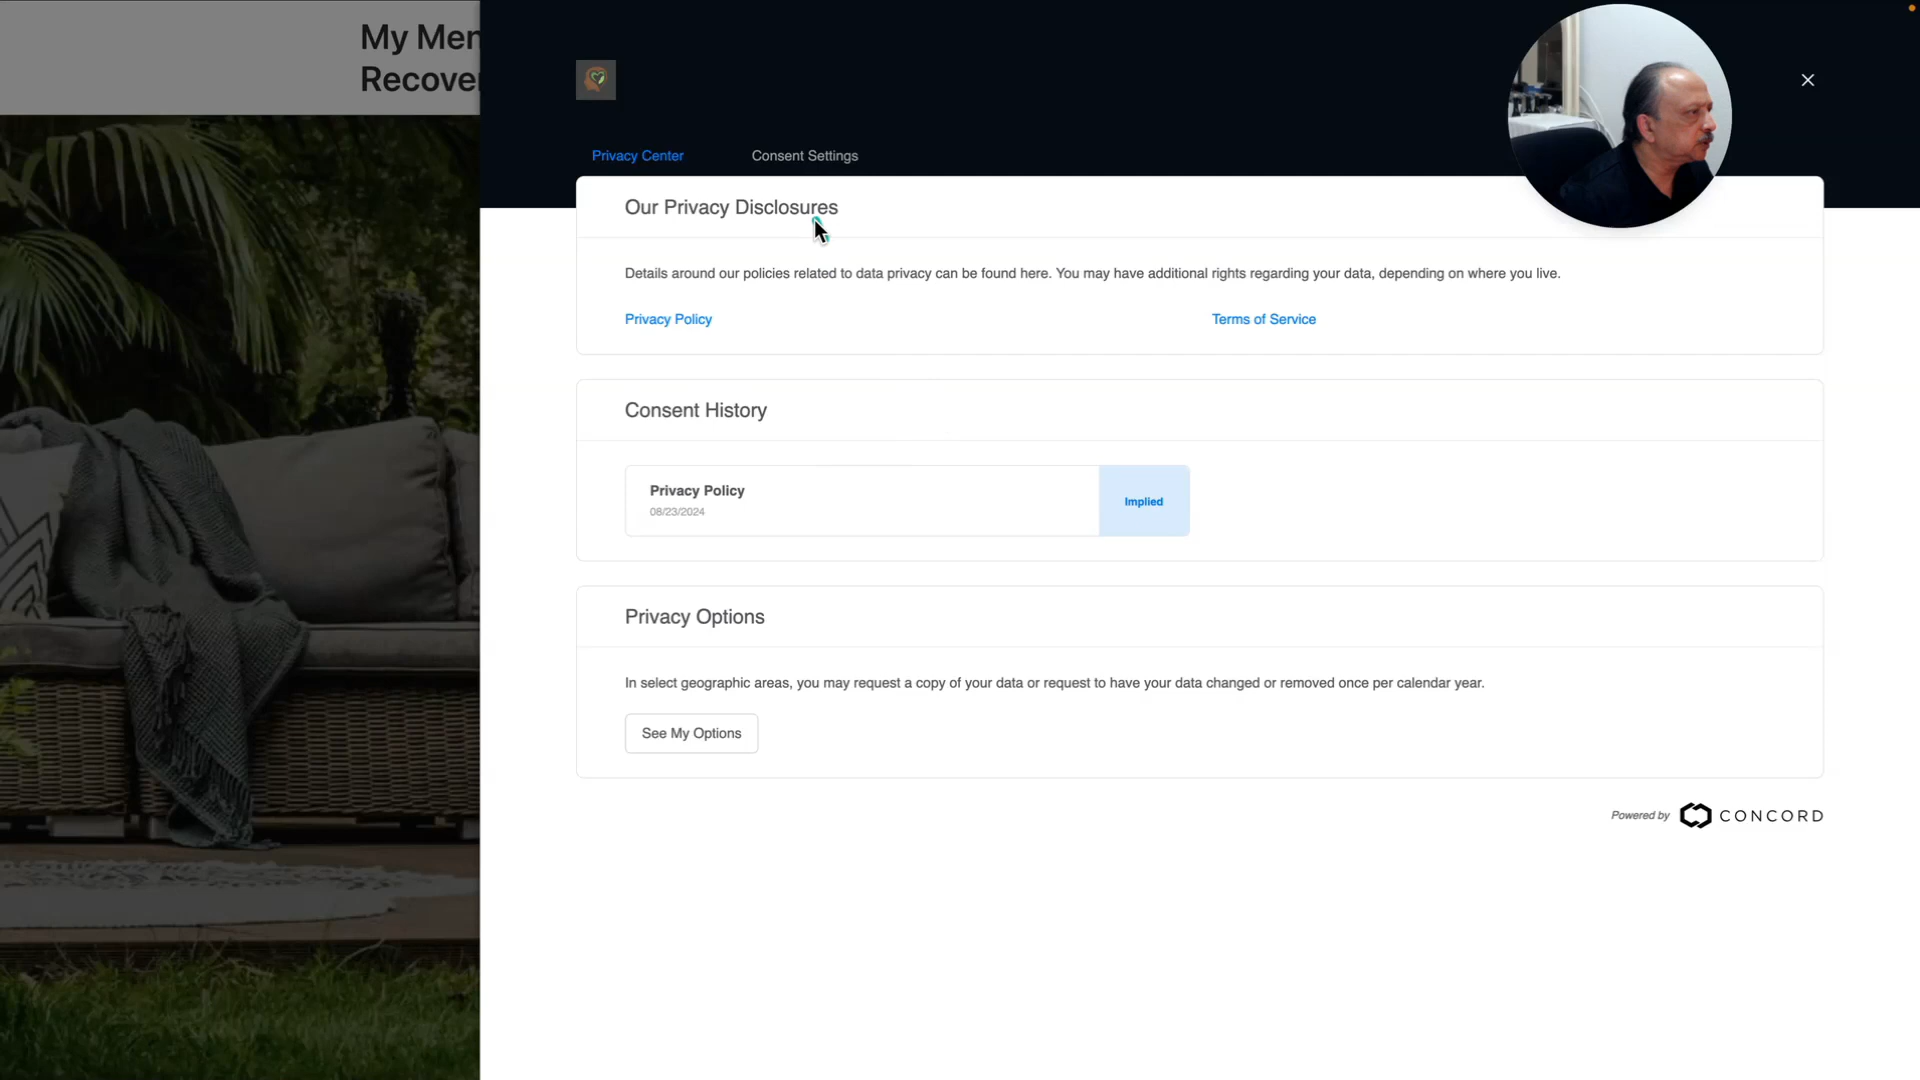 My Men
Recover
Privacy Center
Consent Settings
Our Privacy Disclosures
Details around our policies related to data privacy can be found here. You may have additional rights regarding your data, depending on where you live.
Privacy Policy
Terms of Service
Consent History
Privacy Policy
08/23/2024
Implied
Privacy Options
In select geographic areas, you may request a copy of your data or request to have your data changed or removed once per calendar year.
See My Options
Powered by CONCORD